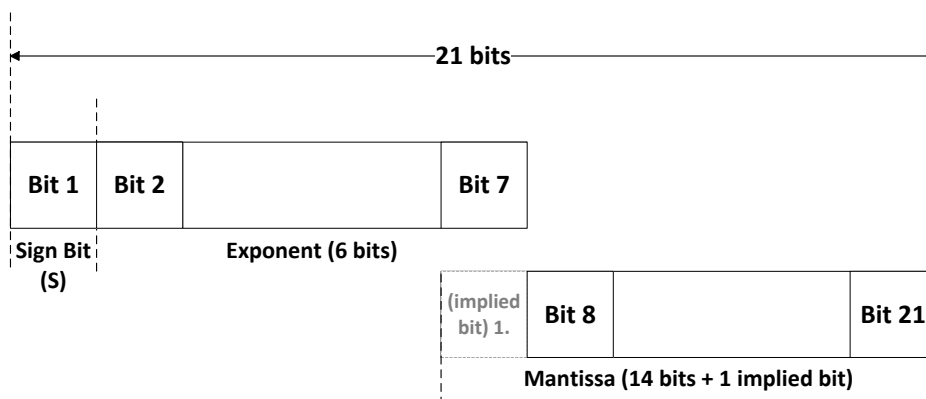 21 bits
Bit 1
Bit 2
Bit 7
Sign Bit
(S)
Exponent (6 bits)
(implied
bit) 1.
Bit 8
Bit 21
Mantissa (14 bits + 1 implied bit)